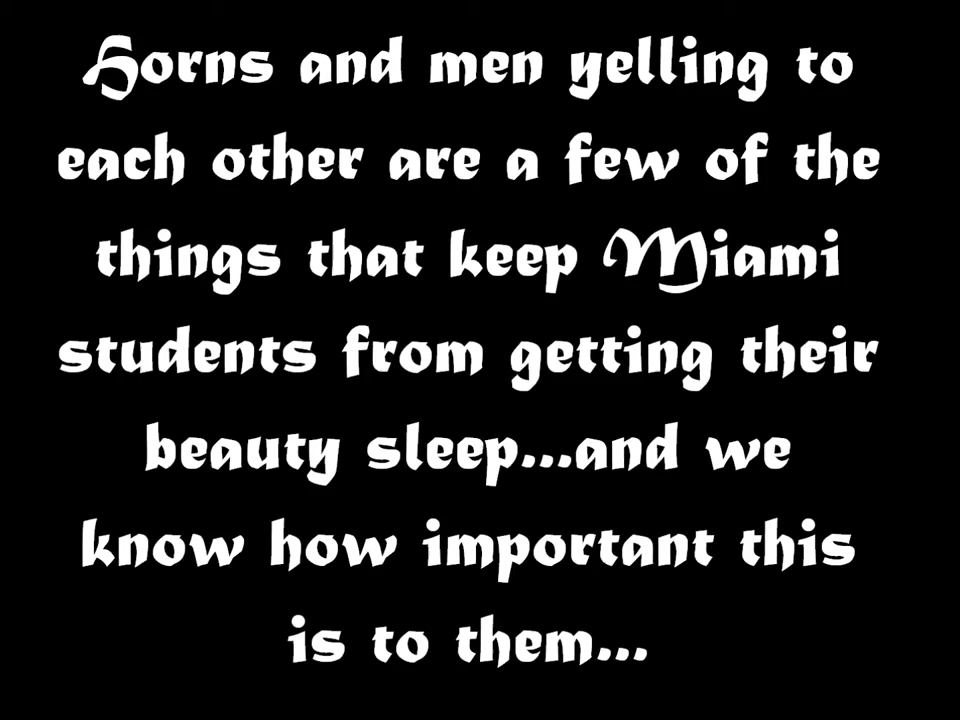 Horns and men yelling to
each other are a few of the
things that keep Miami
students from getting their
beauty sleep...and we
know how important this
is to them...